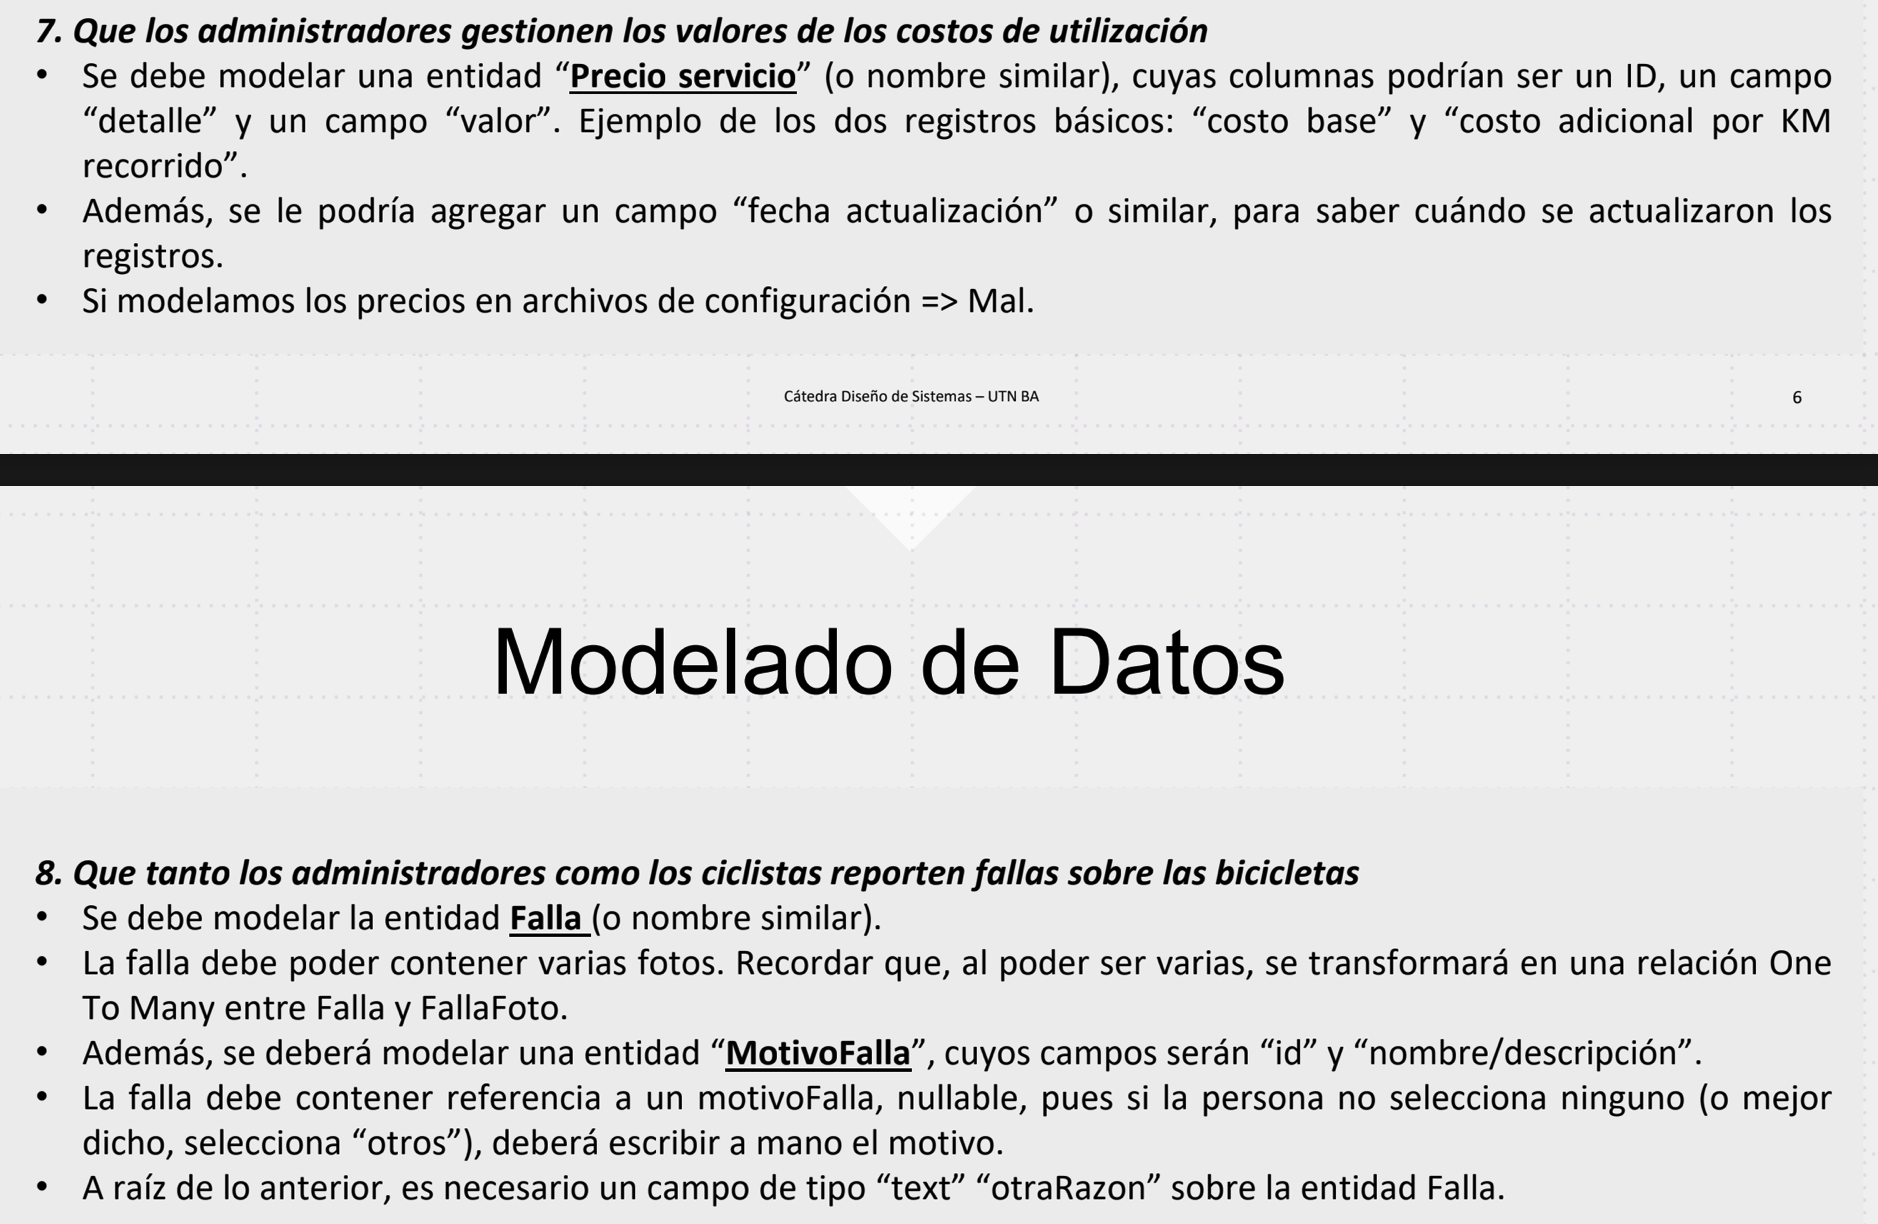 7. Que los administradores gestionen los valores de los costos de utilización
• Se debe modelar una entidad “Precio servicio” (o nombre similar), cuyas columnas podrían ser un ID, un campo
“detalle” y un campo “valor”. Ejemplo de los dos registros básicos: “costo base” y “costo adicional por KM
recorrido”.
• Además, se le podría agregar un campo “fecha actualización” o similar, para saber cuándo se actualizaron los
registros.
• Si modelamos los precios en archivos de configuración => Mal.
Cátedra Diseño de Sistemas – UTN BA 6
Modelado de Datos
8. Que tanto los administradores como los ciclistas reporten fallas sobre las bicicletas
• Se debe modelar la entidad Falla (o nombre similar).
• La falla debe poder contener varias fotos. Recordar que, al poder ser varias, se transformará en una relación One
To Many entre Falla y FallaFoto.
• Además, se deberá modelar una entidad “MotivoFalla”, cuyos campos serán “id” y “nombre/descripción”.
• La falla debe contener referencia a un motivoFalla, nullable, pues si la persona no selecciona ninguno (o mejor
dicho, selecciona “otros”), deberá escribir a mano el motivo.
• A raíz de lo anterior, es necesario un campo de tipo “text” “otraRazon” sobre la entidad Falla.